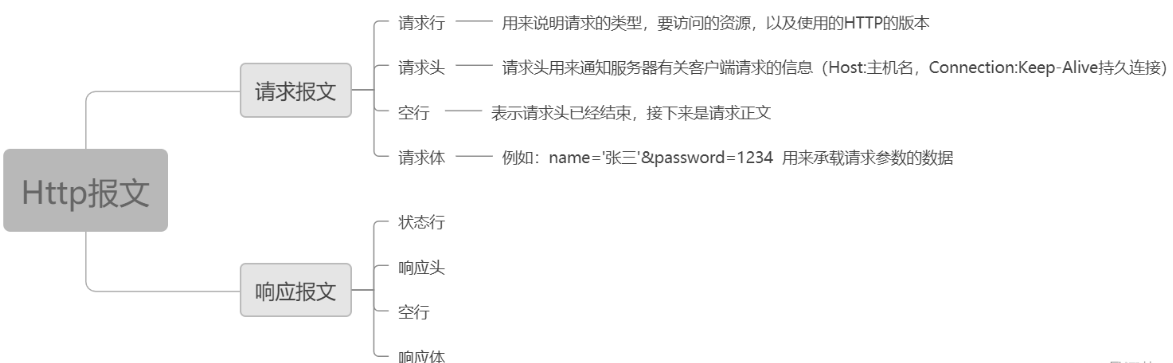 Http报文
请求报文
请求行
用来说明请求的类型，要访问的资源，以及使用的HTTP的版本
请求头
请求头用来通知服务器有关客户端请求的信息（Host:主机名，Connection:Keep-Alive持久连接）
空行
表示请求头已经结束，接下来是请求正文
请求体
例如：name='张三'&password=1234 用来承载请求参数的数据
响应报文
状态行
响应头
空行
响应体